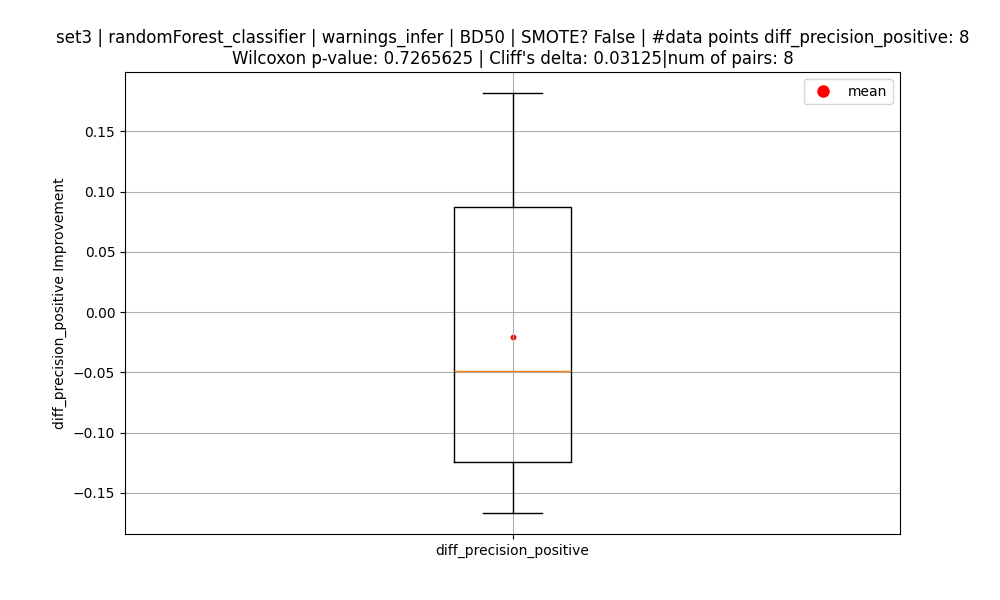 set3 | randomForest_classifier | warnings_infer | BD50 | SMOTE? False | #data points diff_precision_positive: 8
Wilcoxon p-value: 0.7265625 | Cliff's delta: 0.03125|num of pairs: 8
mean
0.15
0.10
0.05
0.00
−0.05
−0.10
−0.15
diff_precision_positive Improvement
diff_precision_positive